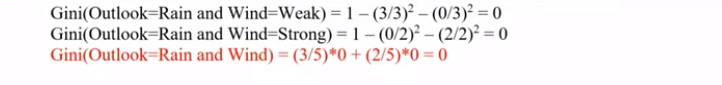 Gini(Outlook=Rain and Wind=Weak) = 1 – (3/3)² – (0/3)² = 0
Gini(Outlook=Rain and Wind=Strong) = 1 – (0/2)² – (2/2)² = 0
Gini(Outlook=Rain and Wind) = (3/5)*0 + (2/5)*0 = 0